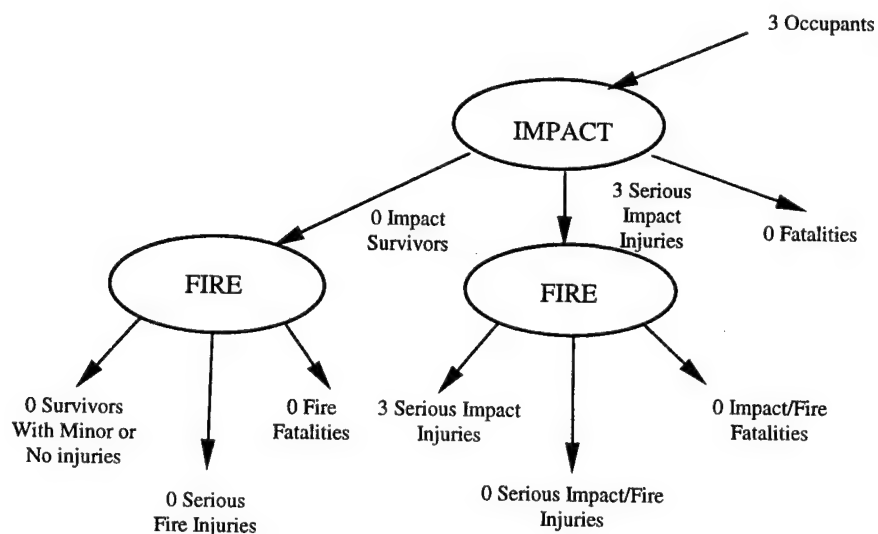 3 Occupants
IMPACT
0 Impact
Survivors
3 Serious
Impact
Injuries
0 Fatalities
FIRE
FIRE
0 Survivors
With Minor or
No injuries
0 Serious
Fire Injuries
0 Fire
Fatalities
3 Serious Impact
Injuries
0 Serious Impact/Fire
Injuries
0 Impact/Fire
Fatalities